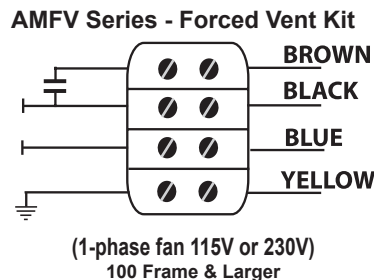 AMFV Series - Forced Vent Kit
BROWN
BLACK
BLUE
YELLOW
(1-phase fan 115V or 230V)
100 Frame & Larger